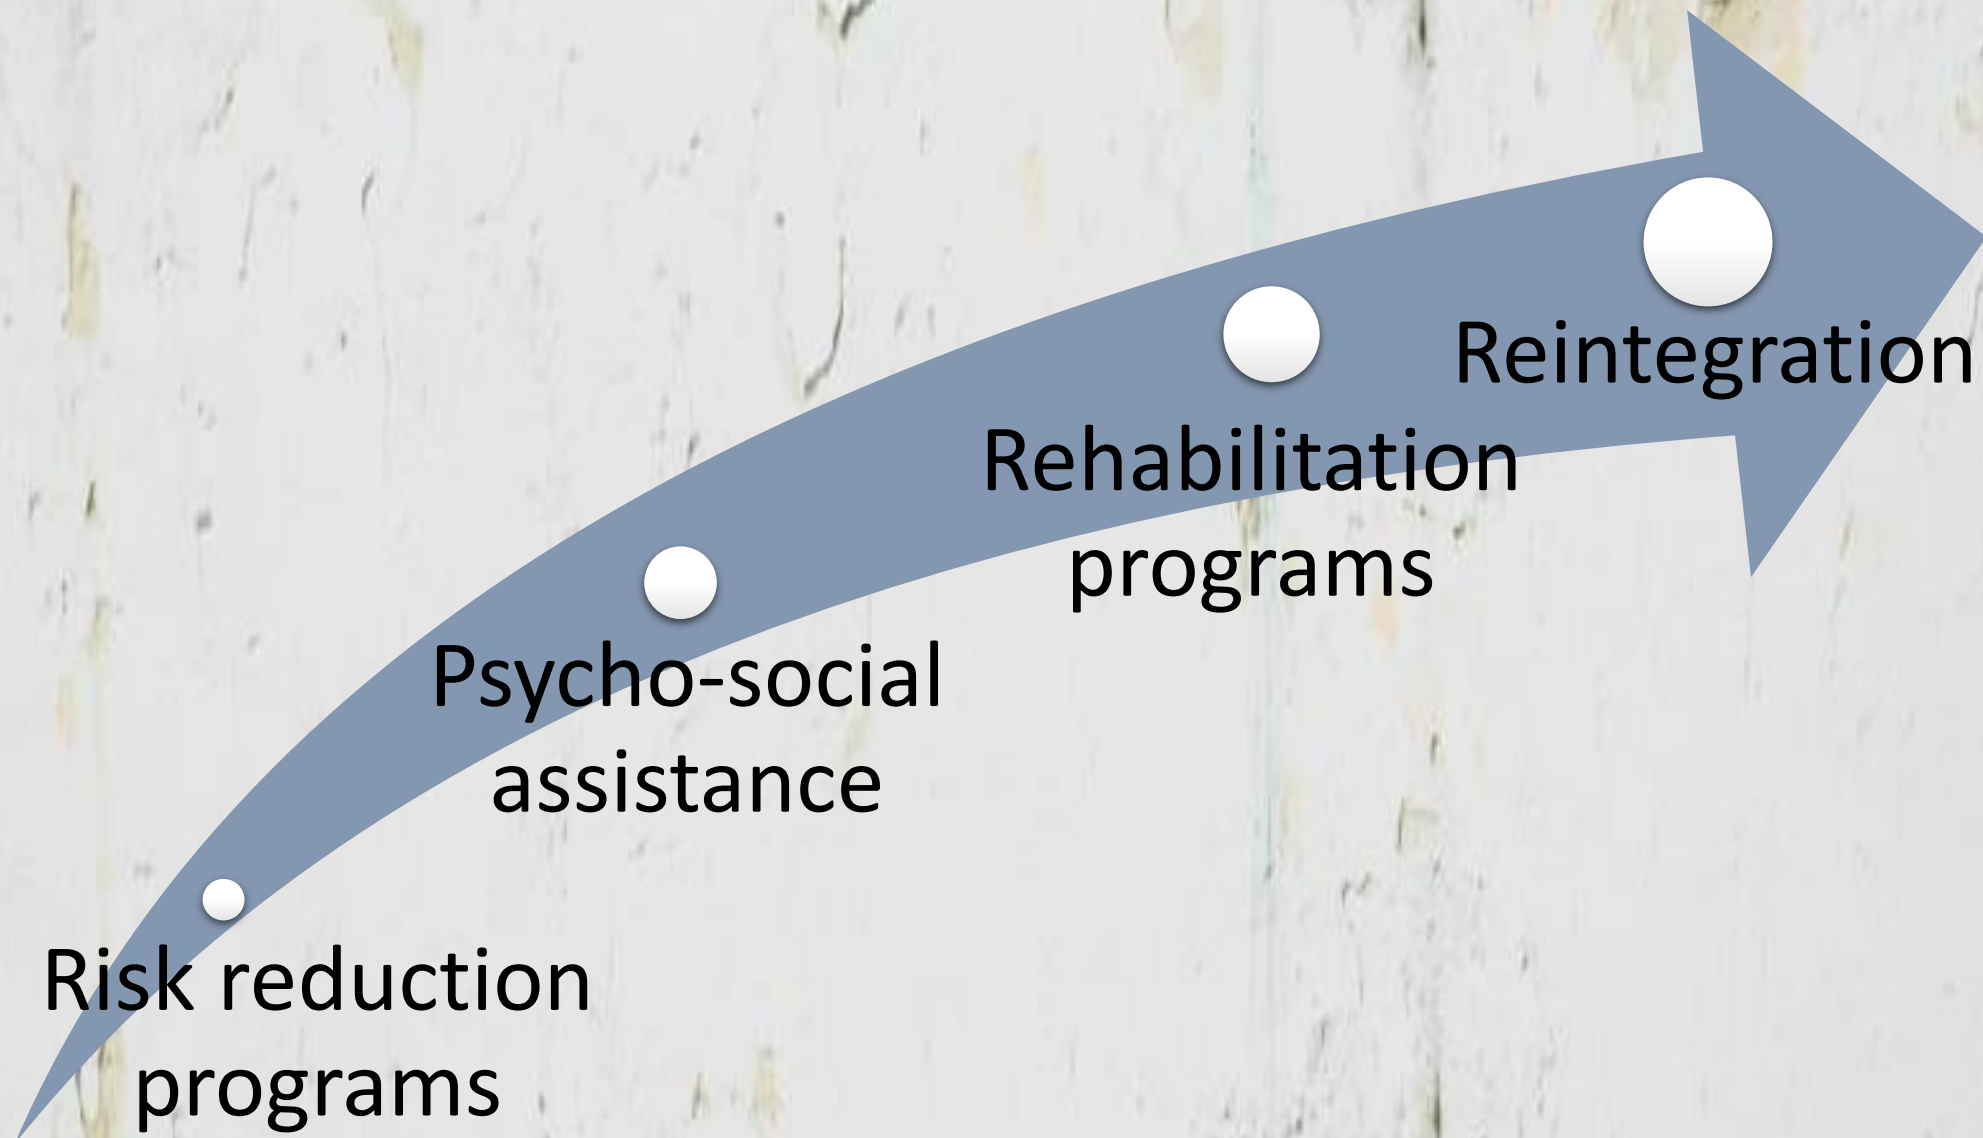 Risk reduction
programs
Psycho-social
assistance
Rehabilitation
programs
Reintegration